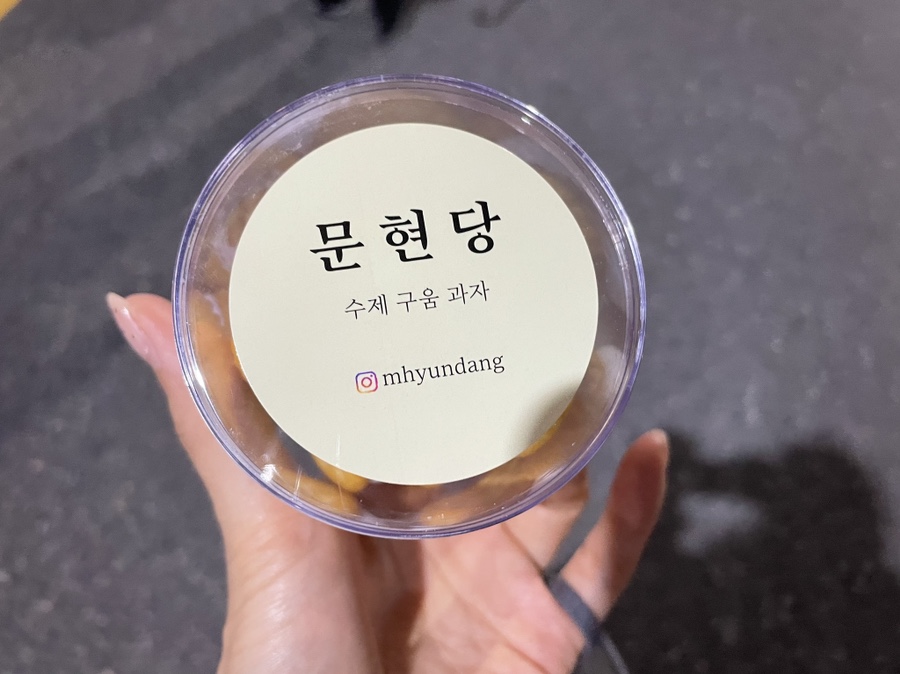 문현당
수제 구움 과자
mhyundang